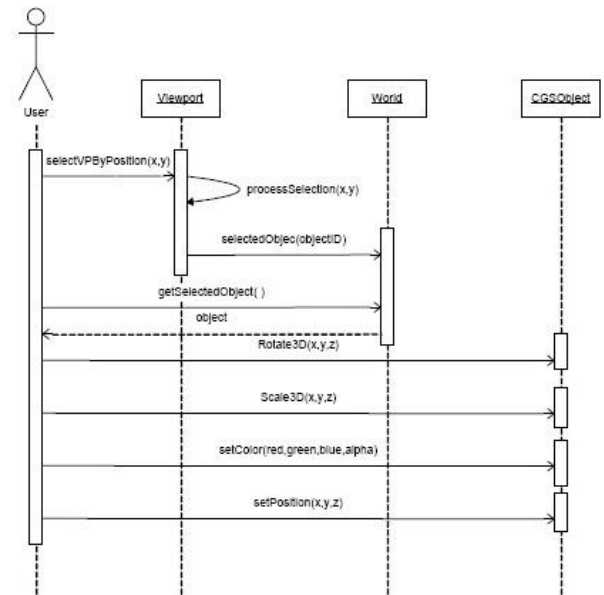 User
Viewport
World
CGSObject
selectVPByPosition(x,y)
processSelection(x,y)
selectedObjec(objectID)
getSelectedObject( )
object
Rotate3D(x,y,z)
Scale3D(x,y,z)
setColor(red,green,blue,alpha)
setPosition(x,y,z)